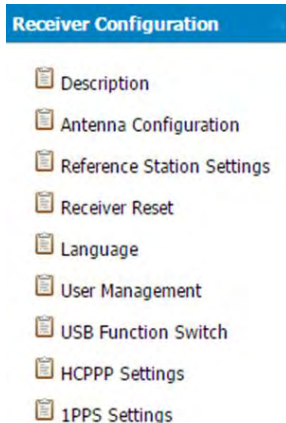 Receiver Configuration
Description
Antenna Configuration
Reference Station Settings
Receiver Reset
Language
User Management
USB Function Switch
HCPPP Settings
1PPS Settings